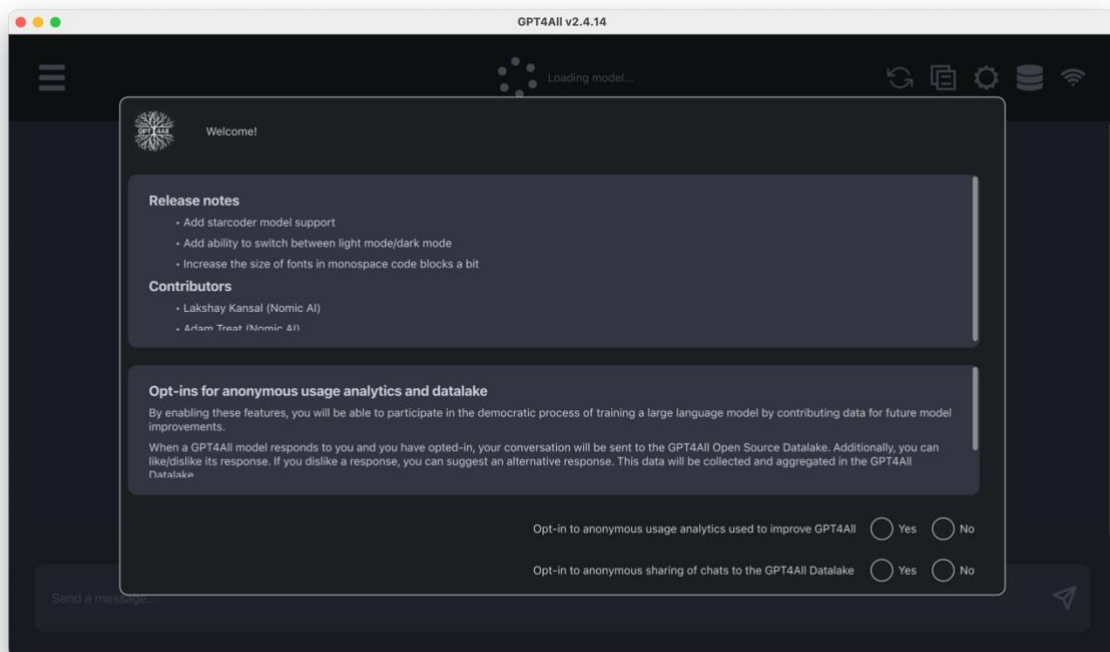 GPT4All v2.4.14
Loading model...
GPT4All
Welcome!
Release notes
• Add starcoder model support
• Add ability to switch between light mode/dark mode
• Increase the size of fonts in monospace code blocks a bit
Contributors
• Lakshay Kansal (Nomic AI)
• Adam Treat (Nomic AI)
Opt-ins for anonymous usage analytics and datalake
By enabling these features, you will be able to participate in the democratic process of training a large language model by contributing data for future model
improvements.
When a GPT4All model responds to you and you have opted-in, your conversation will be sent to the GPT4All Open Source Datalake. Additionally, you can
like/dislike its response. If you dislike a response, you can suggest an alternative response. This data will be collected and aggregated in the GPT4All
Datalake
Opt-in to anonymous usage analytics used to improve GPT4All Yes No
Opt-in to anonymous sharing of chats to the GPT4All Datalake Yes No
Send a message...